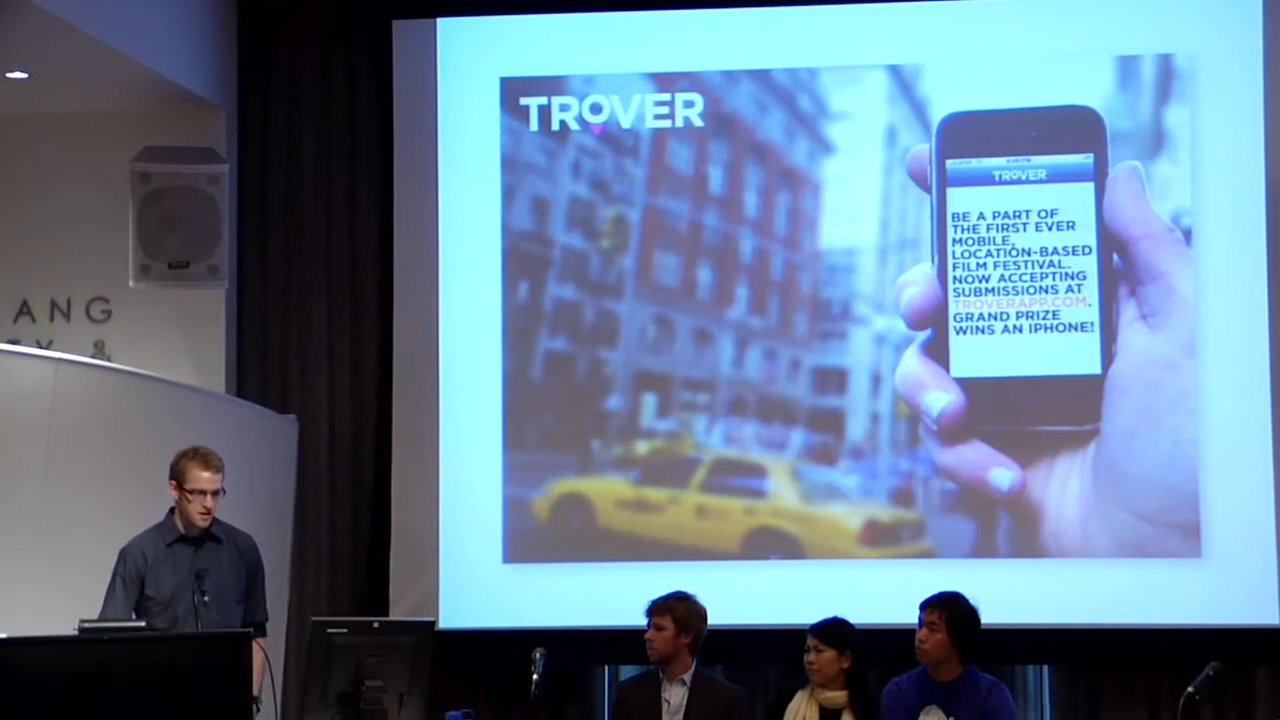 TROVER
TROVER
BE A PART OF
THE FIRST EVER
MOBILE,
LOCATION-BASED
FILM FESTIVAL.
NOW ACCEPTING
SUBMISSIONS AT
TROVERAPP.COM.
GRAND PRIZE
WINS AN IPHONE!
ANG
&